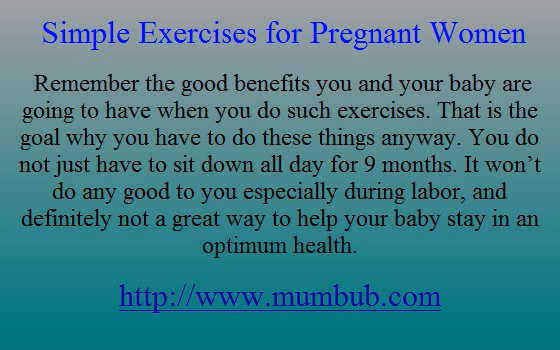 Simple Exercises for Pregnant Women
Remember the good benefits you and your baby are
going to have when you do such exercises. That is the
goal why you have to do these things anyway. You do
not just have to sit down all day for 9 months. It won’t
do any good to you especially during labor, and
definitely not a great way to help your baby stay in an
optimum health.
http://www.mumbub.com